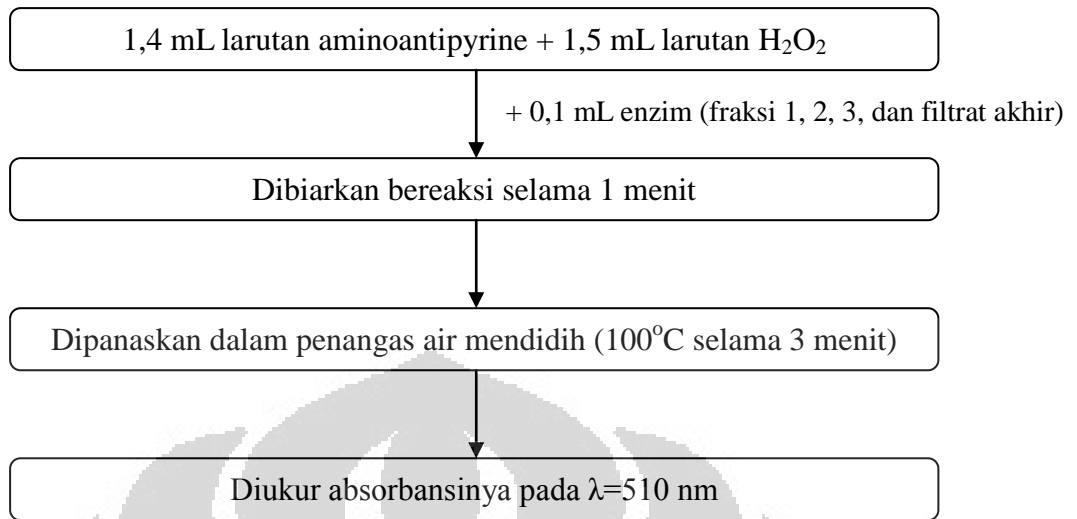 1,4 mL larutan aminoantipyrine + 1,5 mL larutan H₂O₂
+ 0,1 mL enzim (fraksi 1, 2, 3, dan filtrat akhir)
Dibiarkan bereaksi selama 1 menit
Dipanaskan dalam penangas air mendidih (100°C selama 3 menit)
Diukur absorbansinya pada λ=510 nm